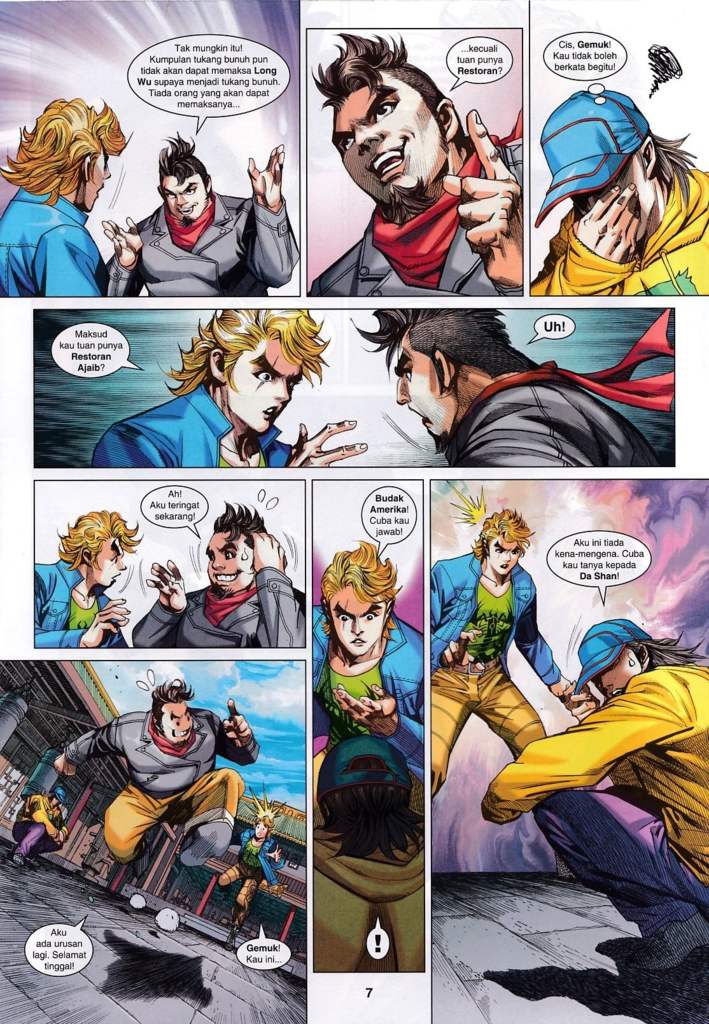 Tak mungkin itu!
Kumpulan tukang bunuh pun
tidak akan dapat memaksa Long
Wu supaya menjadi tukang bunuh.
Tiada orang yang akan dapat
memaksanya...
...kecuali
tuan punya
Restoran?
Cis, Gemuk!
Kau tidak boleh
berkata begitu!
Maksud
kau tuan punya
Restoran
Ajaib?
Uh!
Ah!
Aku teringat
sekarang!
Budak
Amerika!
Cuba kau
jawab!
Aku ini tiada
kena-mengena. Cuba
kau tanya kepada
Da Shan!
Aku
ada urusan
lagi. Selamat
tinggal!
Gemuk!
Kau ini...
!
7